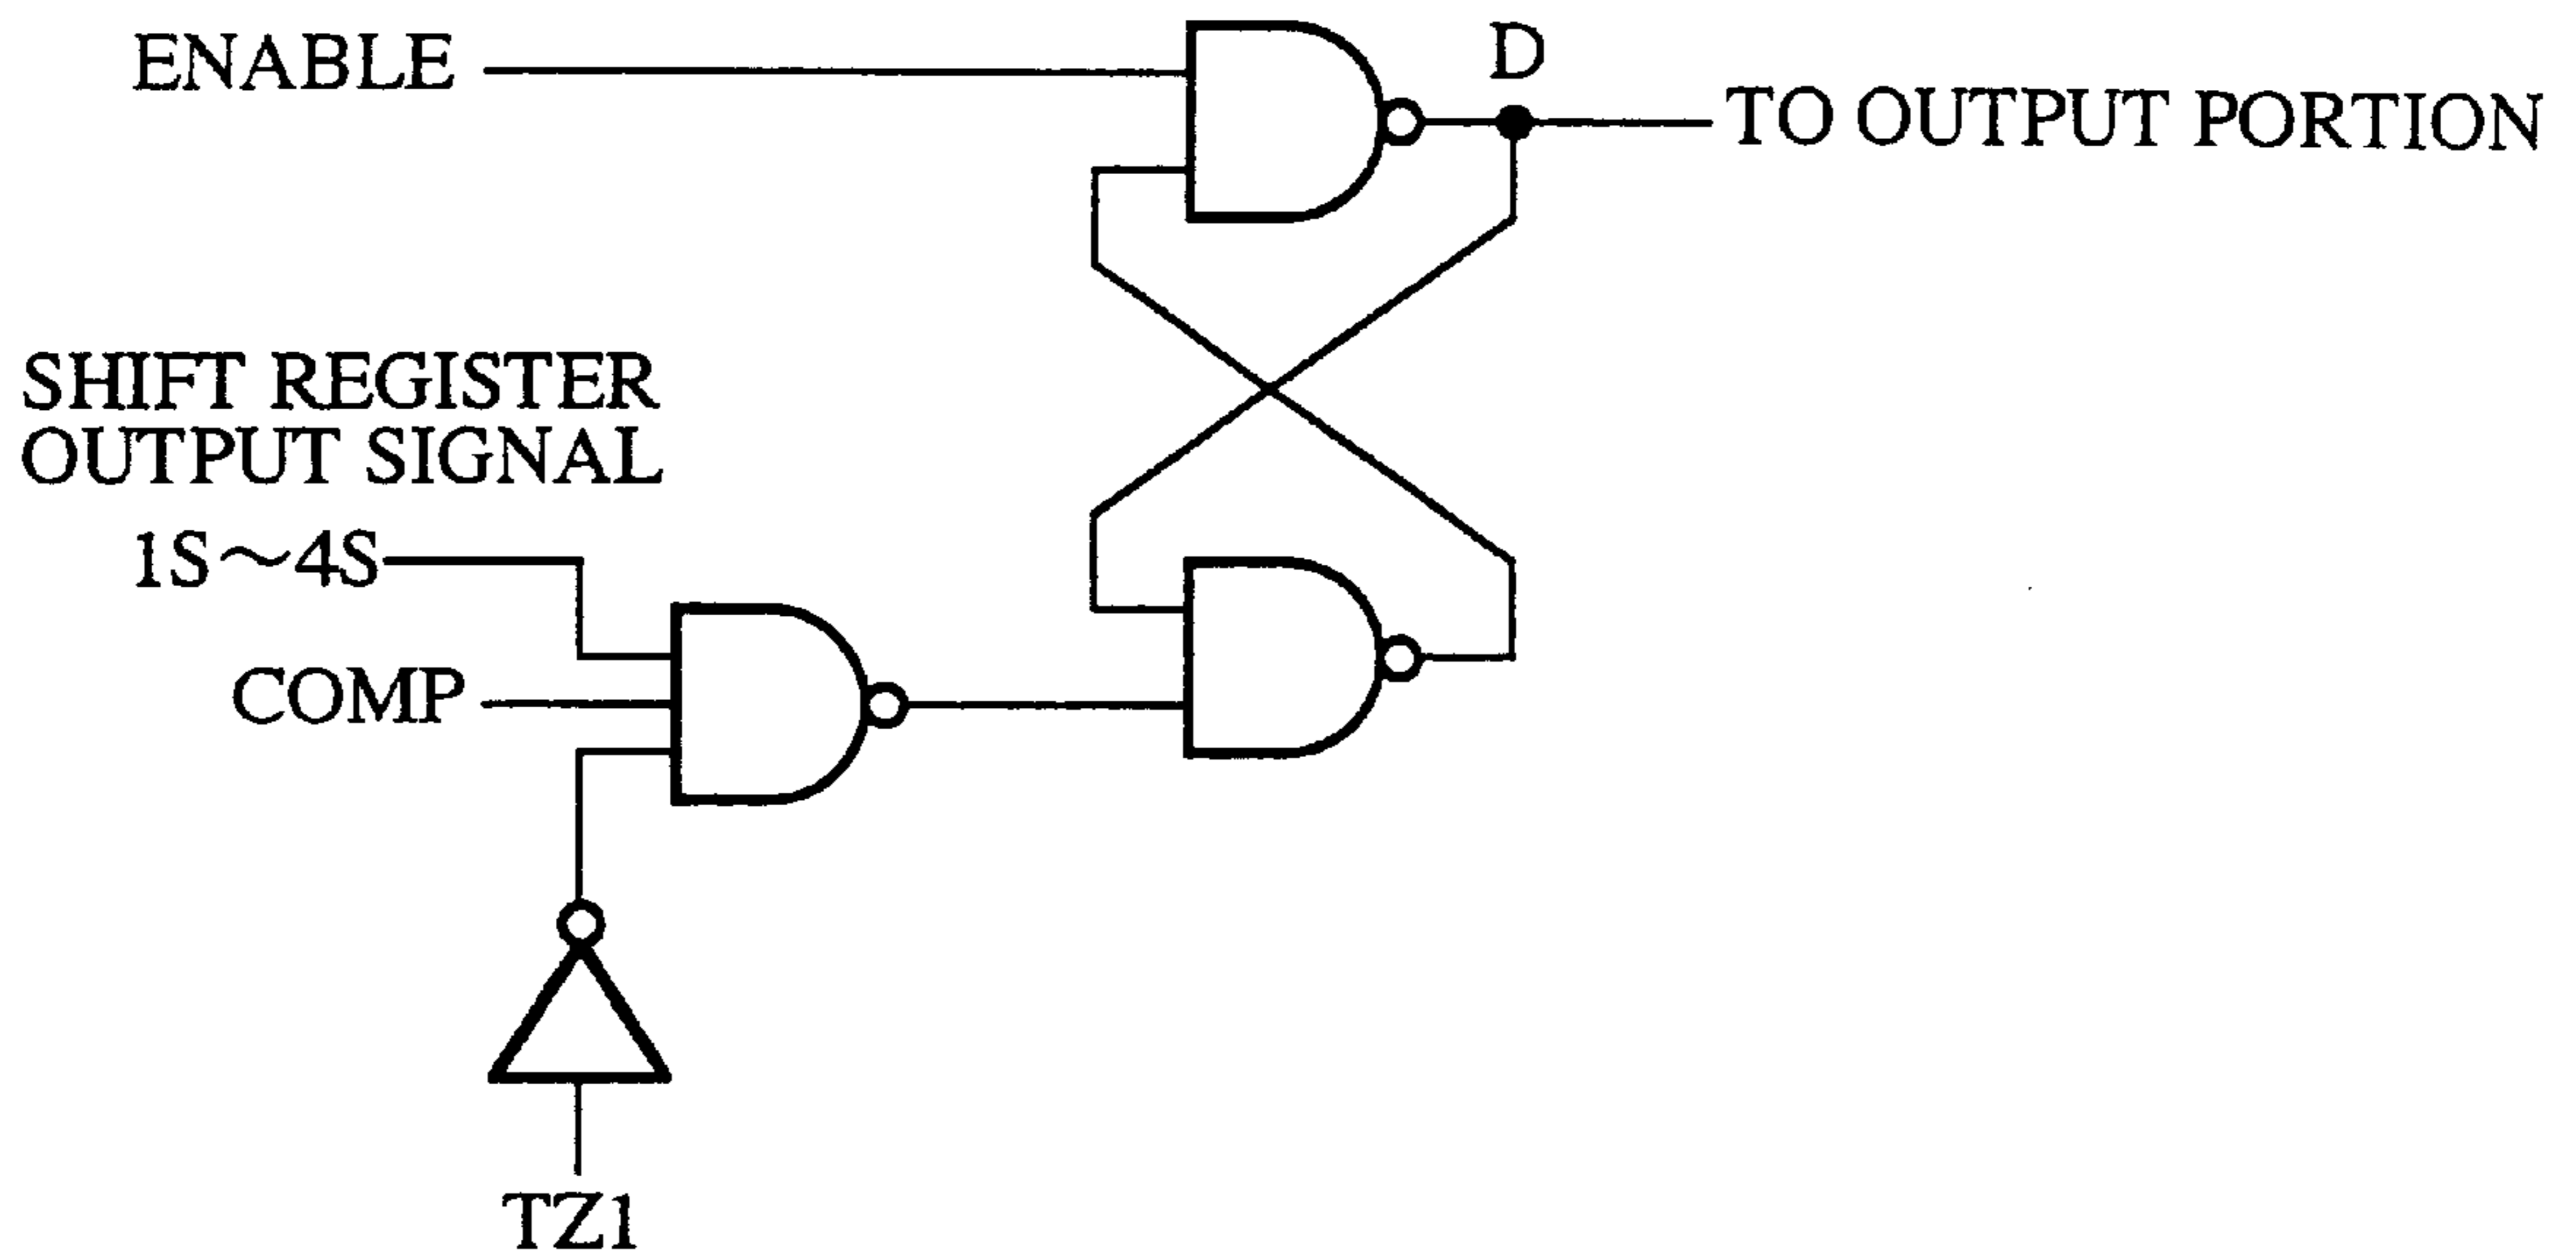 ENABLE
D
TO OUTPUT PORTION
SHIFT REGISTER
OUTPUT SIGNAL
1S～4S
COMP
TZ1